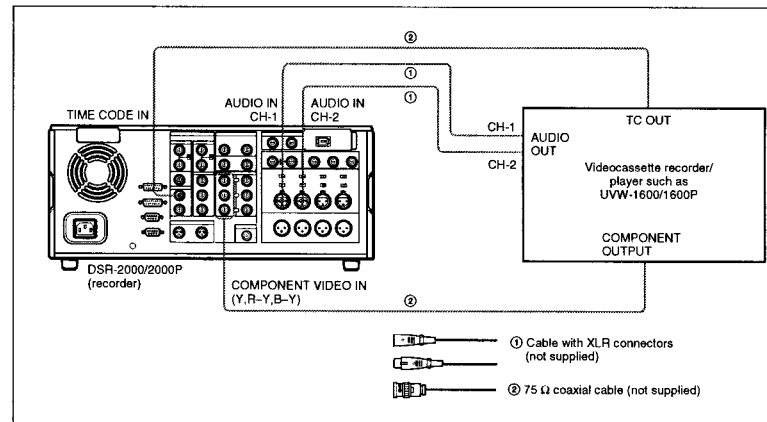 ②
①
①
TIME CODE IN
AUDIO IN
CH-1
AUDIO IN
CH-2
CH-1
CH-2
AUDIO
OUT
TC OUT
Videocassette recorder/
player such as
UVW-1600/1600P
COMPONENT
OUTPUT
DSR-2000/2000P
(recorder)
COMPONENT VIDEO IN
(Y,R–Y,B–Y)
②
① Cable with XLR connectors
(not supplied)
② 75 Ω coaxial cable (not supplied)